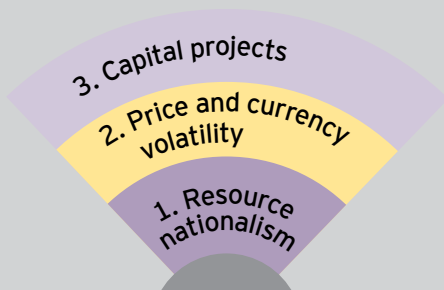 3. Capital projects
2. Price and currency
volatility
1. Resource
nationalism